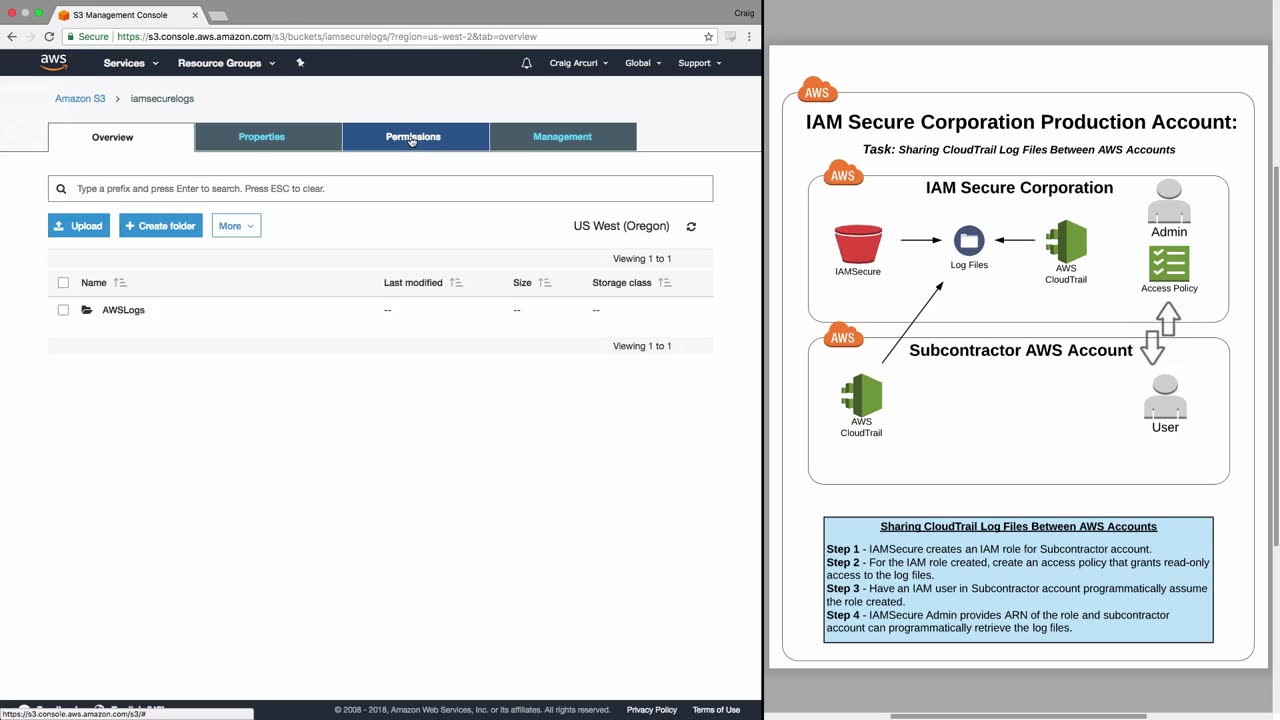 S3 Management Console
Craig
Secure
https://s3.console.aws.amazon.com/s3/buckets/iamsecurelogs/?region=us-west-2&tab=overview
aws
Services
Resource Groups
Craig Arcuri
Global
Support
Amazon S3 > iamsecurelogs
Overview
Properties
Permissions
Management
Type a prefix and press Enter to search. Press ESC to clear.
Upload
+ Create folder
More
US West (Oregon)
Viewing 1 to 1
Name
Last modified
Size
Storage class
AWSLogs
--
--
--
Viewing 1 to 1
https://s3.console.aws.amazon.com/s3/#
© 2008 - 2018, Amazon Web Services, Inc. or its affiliates. All rights reserved.
Privacy Policy
Terms of Use
AWS
IAM Secure Corporation Production Account:
Task: Sharing CloudTrail Log Files Between AWS Accounts
AWS
IAM Secure Corporation
IAMSecure
Log Files
AWS
CloudTrail
Admin
Access Policy
AWS
Subcontractor AWS Account
AWS
CloudTrail
User
Sharing CloudTrail Log Files Between AWS Accounts
Step 1 - IAMSecure creates an IAM role for Subcontractor account.
Step 2 - For the IAM role created, create an access policy that grants read-only
access to the log files.
Step 3 - Have an IAM user in Subcontractor account programmatically assume
the role created.
Step 4 - IAMSecure Admin provides ARN of the role and subcontractor
account can programmatically retrieve the log files.